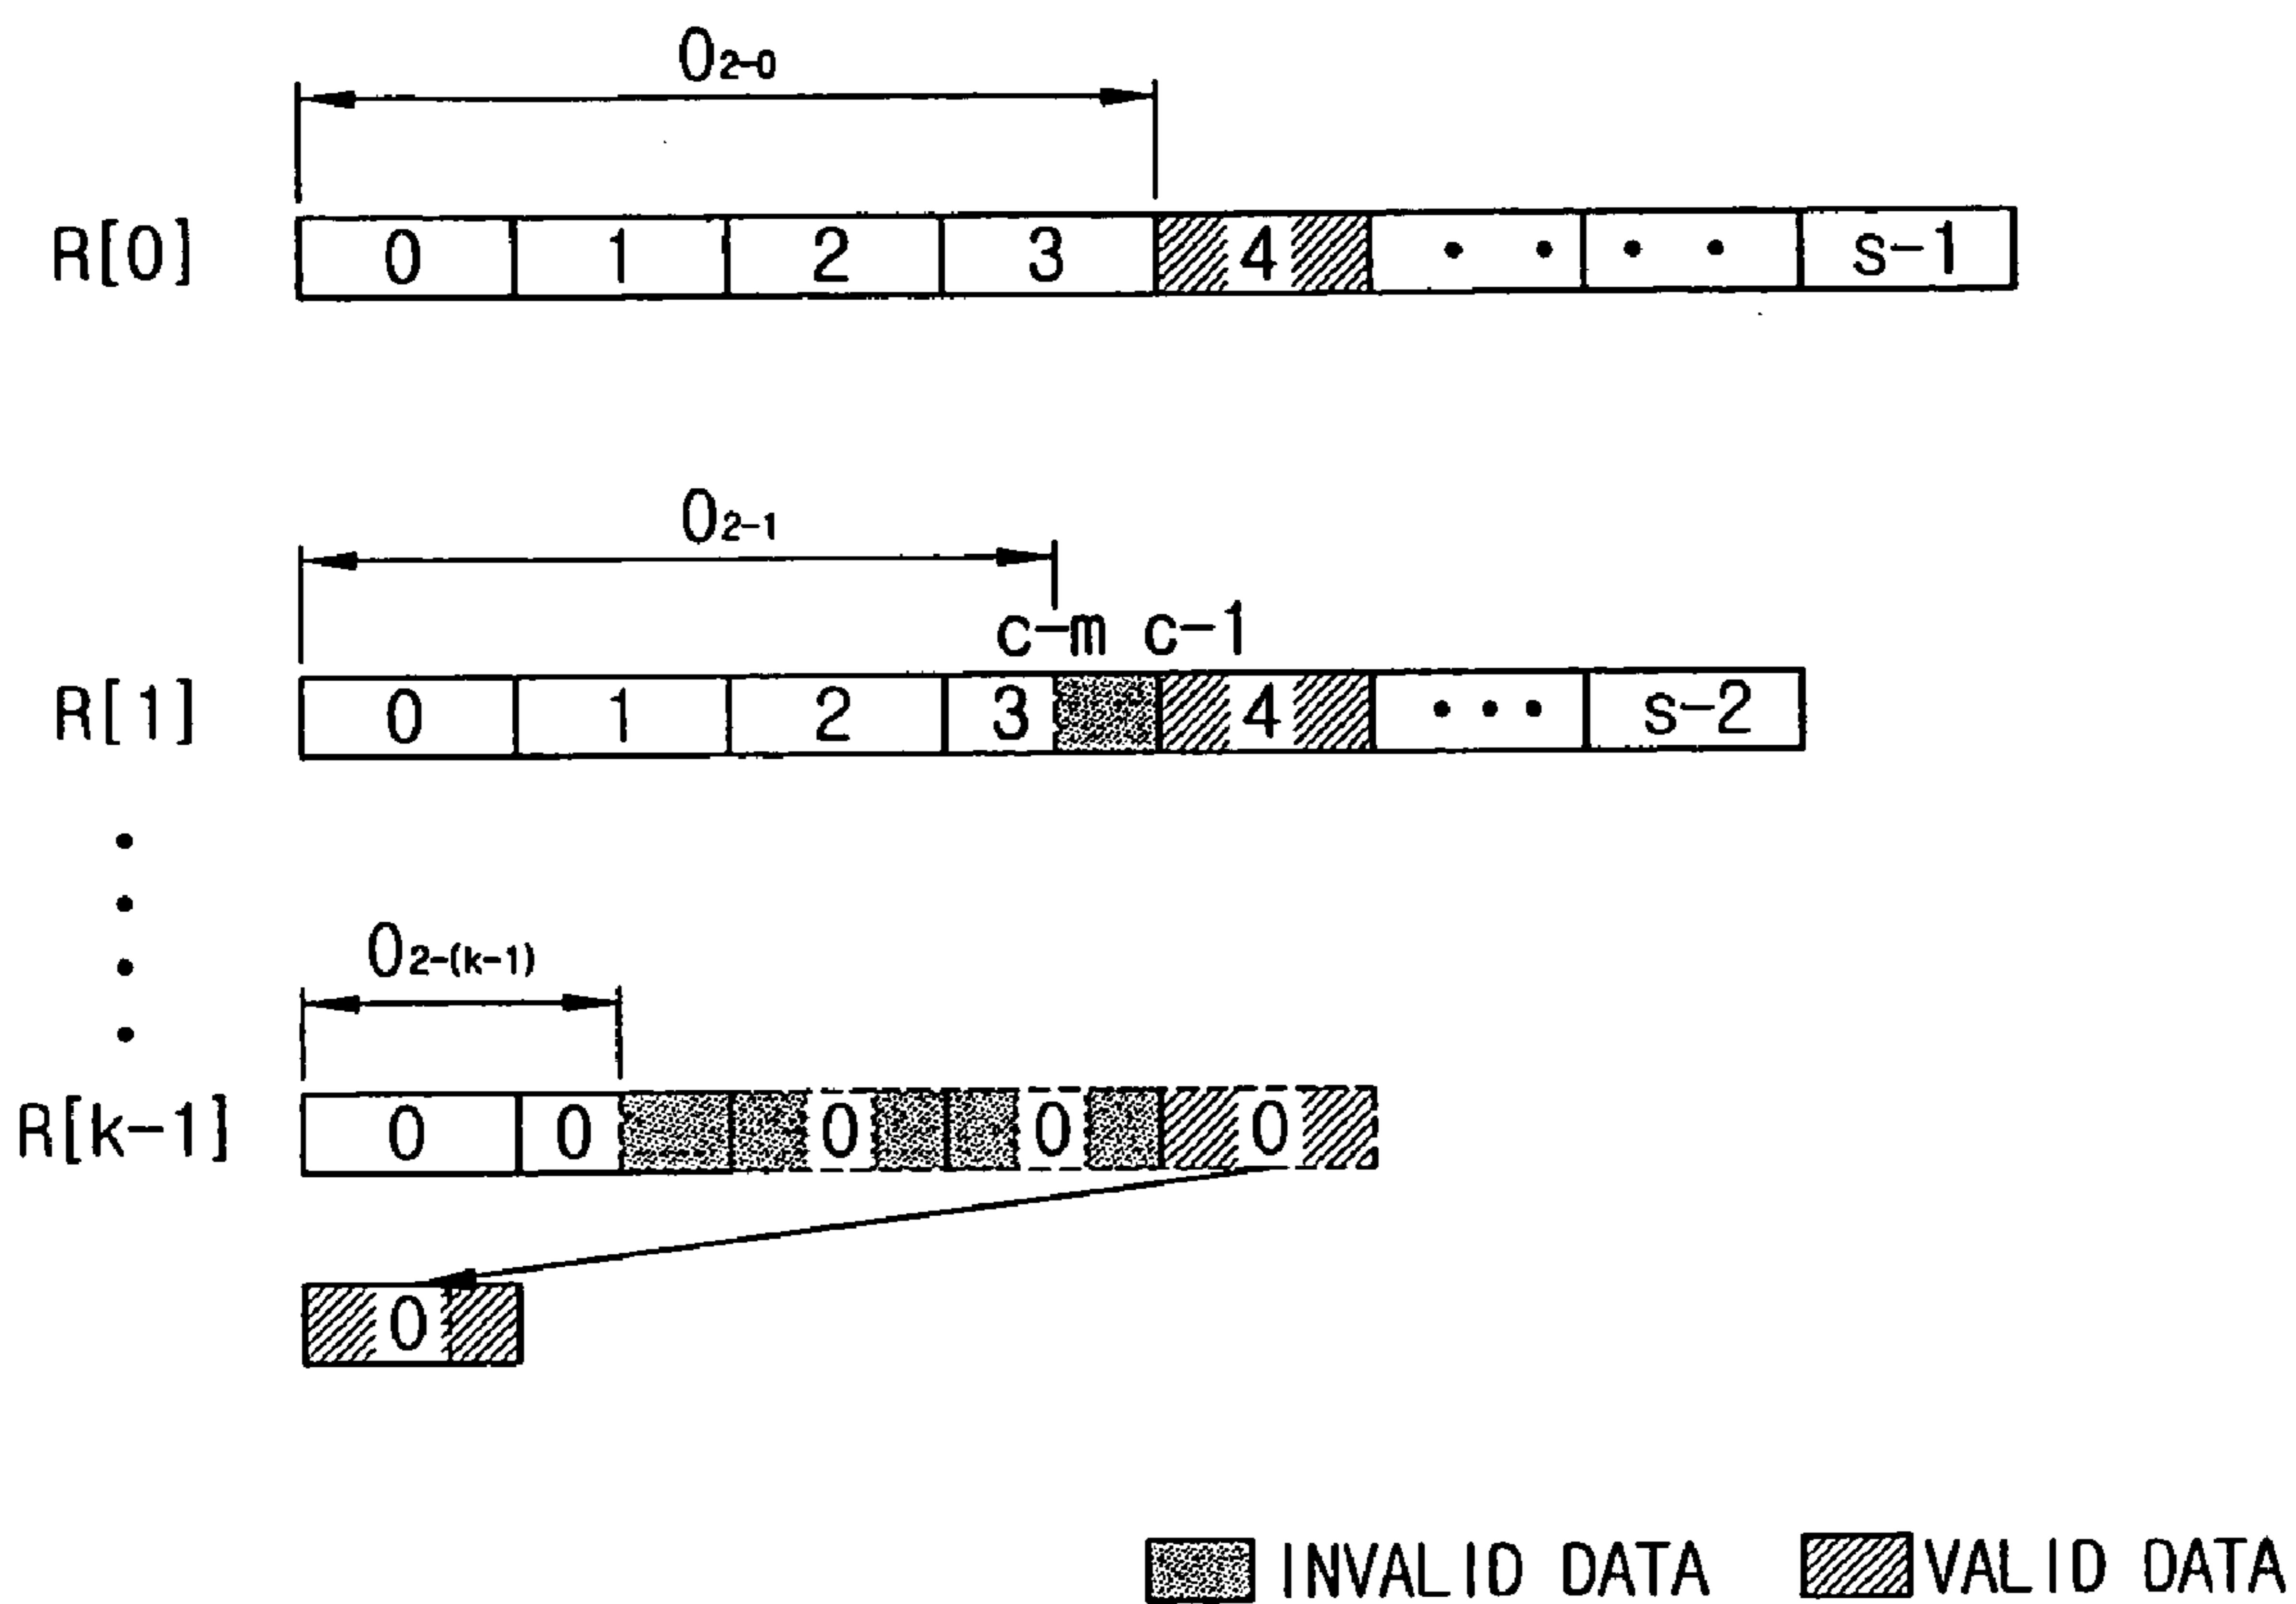 O2-0
R[0] 0 1 2 3 4 • • • • s-1
O2-1
c-m c-1
R[1] 0 1 2 3 4 ••• s-2
O2-(k-1)
R[k-1] 0 0 0 0 0
0
INVALID DATA VALID DATA